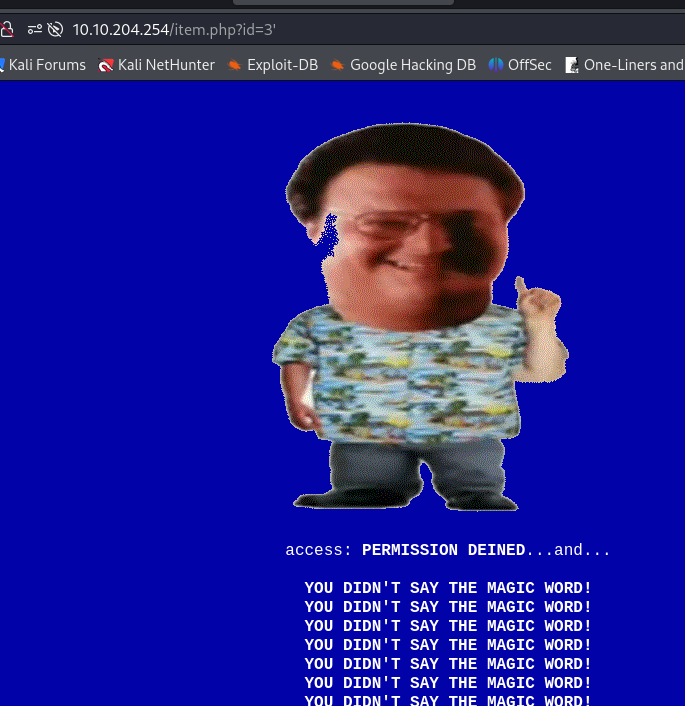 10.10.204.254/item.php?id=3'
Kali Forums Kali NetHunter Exploit-DB Google Hacking DB OffSec One-Liners and
access: PERMISSION DEINED...and...
YOU DIDN'T SAY THE MAGIC WORD!
YOU DIDN'T SAY THE MAGIC WORD!
YOU DIDN'T SAY THE MAGIC WORD!
YOU DIDN'T SAY THE MAGIC WORD!
YOU DIDN'T SAY THE MAGIC WORD!
YOU DIDN'T SAY THE MAGIC WORD!
YOU DIDN'T SAY THE MAGIC WORD!